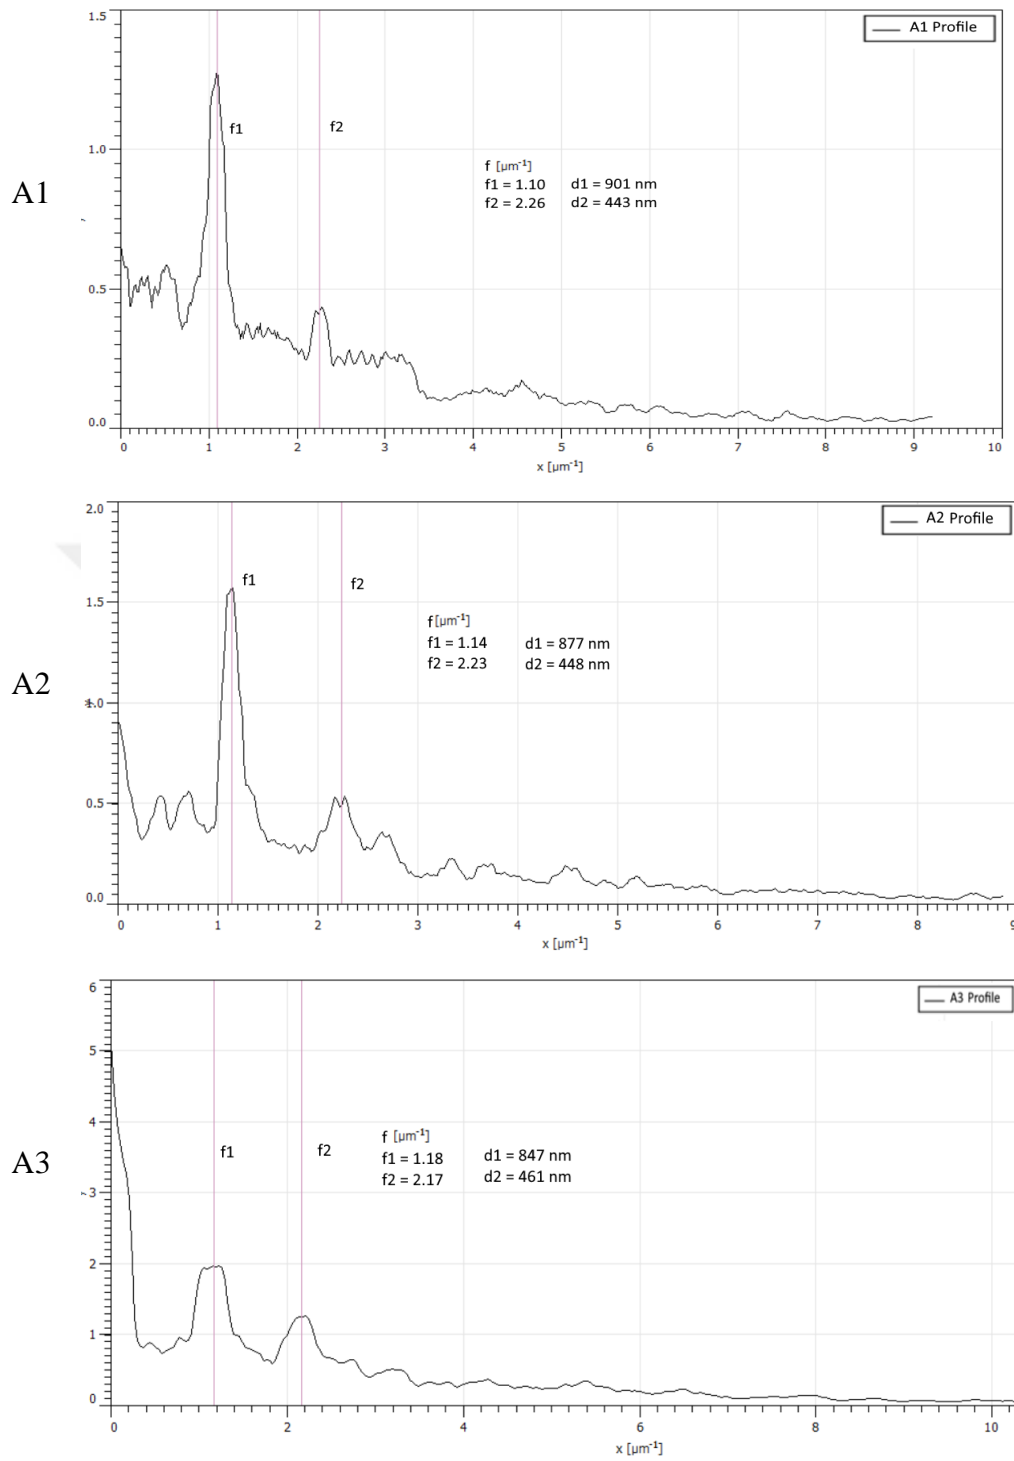 A1
A1 Profile
1.5
1.0
0.5
0.0
f1
f2
f [µm⁻¹]
f1 = 1.10 d1 = 901 nm
f2 = 2.26 d2 = 443 nm
0 1 2 3 4 5 6 7 8 9 10
x [µm⁻¹]
A2
A2 Profile
2.0
1.5
1.0
0.5
0.0
f1
f2
f[µm⁻¹]
f1 = 1.14 d1 = 877 nm
f2 = 2.23 d2 = 448 nm
0 1 2 3 4 5 6 7 8 9
x [µm⁻¹]
A3
A3 Profile
6
5
4
3
2
1
0
f1
f2
f [µm⁻¹]
f1 = 1.18 d1 = 847 nm
f2 = 2.17 d2 = 461 nm
0 2 4 6 8 10
x [µm⁻¹]